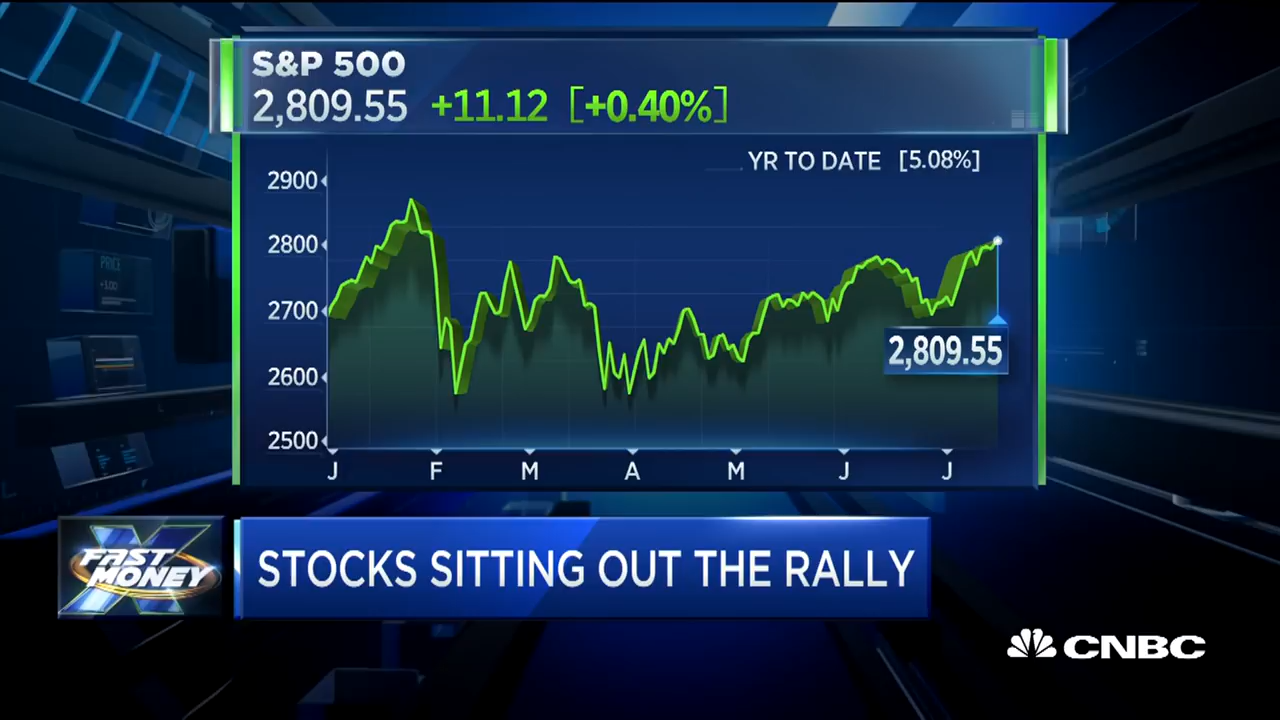 S&P 500
2,809.55 +11.12 [+0.40%]
YR TO DATE [5.08%]
2900
2800
2700
2600
2500
2,809.55
J F M A M J J
PRICE
FAST
MONEY
STOCKS SITTING OUT THE RALLY
CNBC